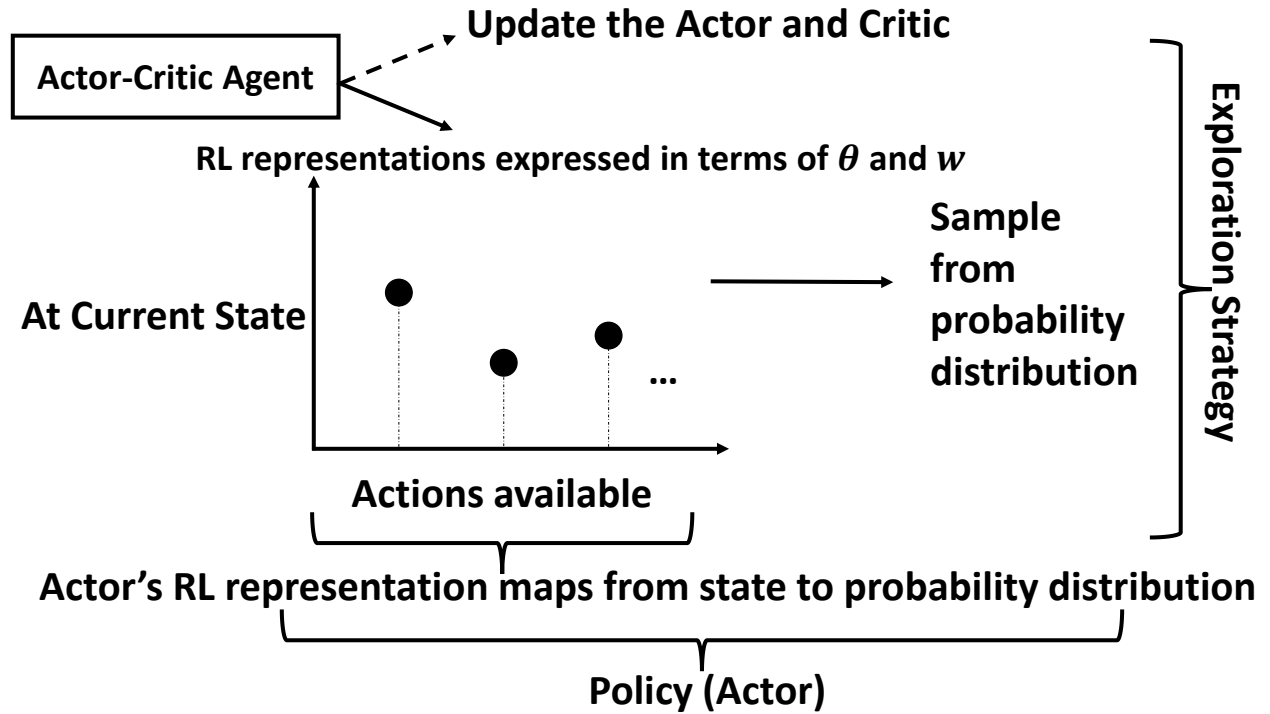 Update the Actor and Critic
Actor-Critic Agent
RL representations expressed in terms of 𝜽 and 𝒘
Sample
from
probability
distribution
At Current State
...
Actions available
Exploration Strategy
Actor’s RL representation maps from state to probability distribution
Policy (Actor)